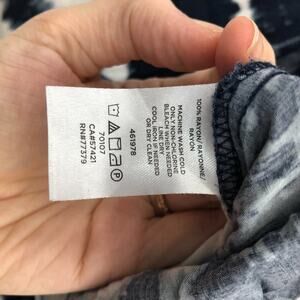 100% RAYON/RAYONNE/
RAYON
MACHINE WASH COLD
ONLY NON-CHLORINE
BLEACH WHEN NEEDED
LINE DRY
COOL IRON IF NEEDED
OR DRY CLEAN
461978
P
70107
CA#57421
RN#77379